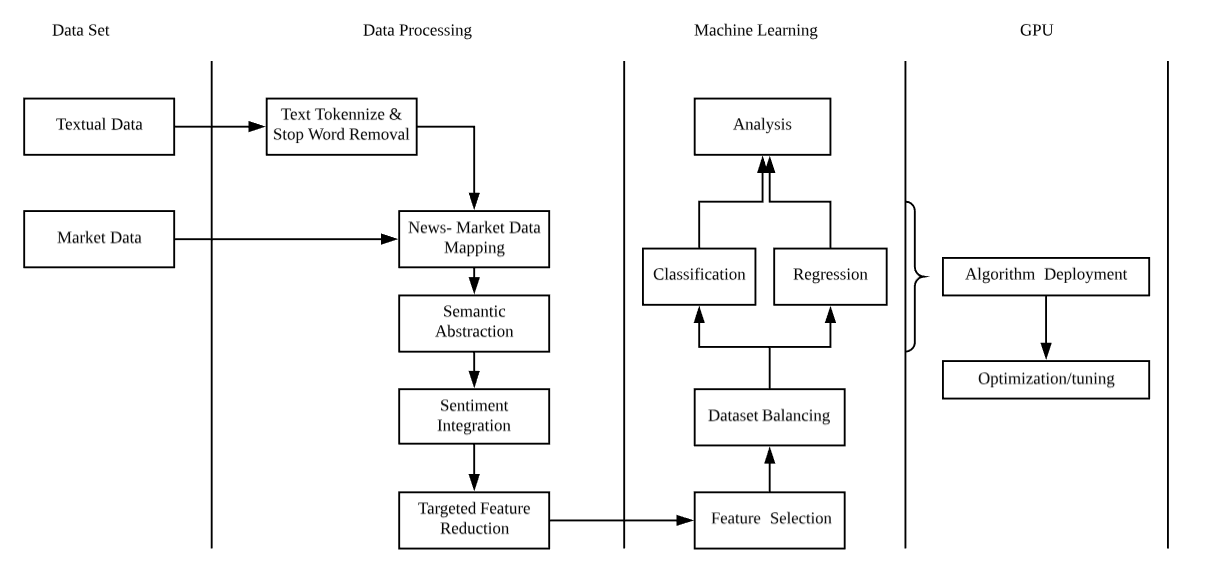 Data Set
Data Processing
Machine Learning
GPU
Textual Data
Text Tokennize &
Stop Word Removal
Analysis
Market Data
News- Market Data
Mapping
Classification
Regression
Algorithm Deployment
Semantic
Abstraction
Optimization/tuning
Sentiment
Integration
Dataset Balancing
Targeted Feature
Reduction
Feature Selection